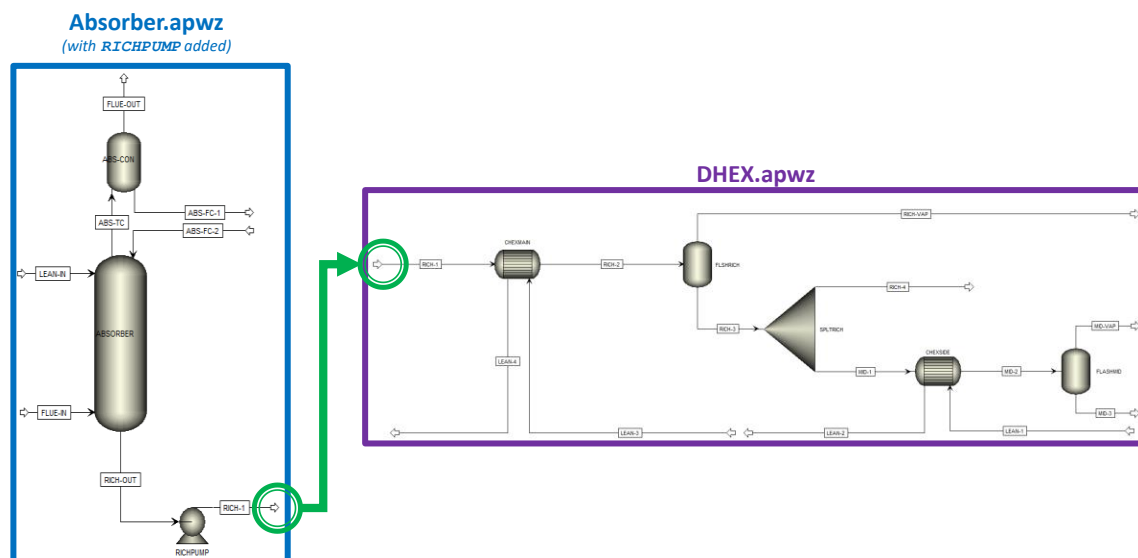 Absorber.apwz
(with RICHPUMP added)
FLUE-OUT
ABS-CON
ABS-FC-1
ABS-TC
ABS-FC-2
LEAN-IN
ABSORBER
FLUE-IN
RICH-OUT
RICH-1
RICHPUMP
DHEX.apwz
RICH-VAP
CHEXMAIN
RICH-1
RICH-2
FLSHRICH
RICH-4
RICH-3
SPLTRICH
MID-VAP
CHEXSIDE
LEAN-4
MID-1
MID-2
FLASHMID
MID-3
LEAN-3
LEAN-2
LEAN-1